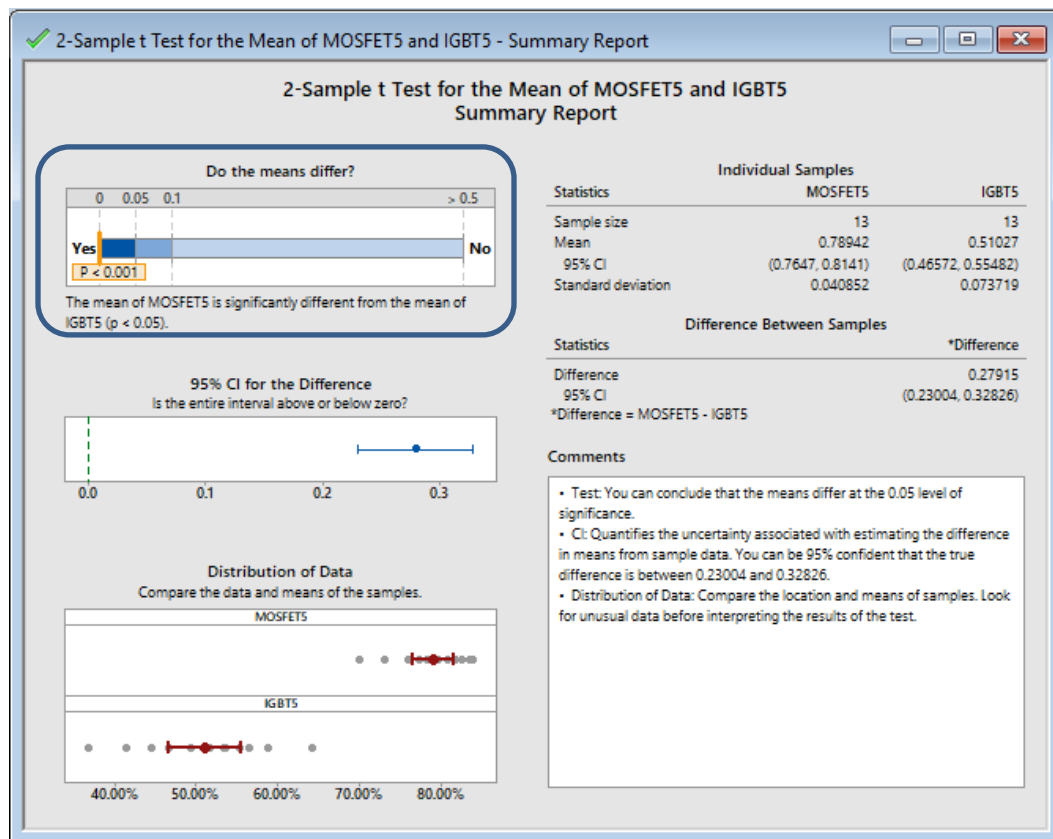 2-Sample t Test for the Mean of MOSFET5 and IGBT5 - Summary Report
2-Sample t Test for the Mean of MOSFET5 and IGBT5
Summary Report
Do the means differ?
0 0.05 0.1 > 0.5
Yes No
P < 0.001
The mean of MOSFET5 is significantly different from the mean of
IGBT5 (p < 0.05).
95% CI for the Difference
Is the entire interval above or below zero?
0.0 0.1 0.2 0.3
Distribution of Data
Compare the data and means of the samples.
MOSFET5
IGBT5
40.00% 50.00% 60.00% 70.00% 80.00%
Individual Samples
Statistics MOSFET5 IGBT5
Sample size 13 13
Mean 0.78942 0.51027
95% CI (0.7647, 0.8141) (0.46572, 0.55482)
Standard deviation 0.040852 0.073719
Difference Between Samples
Statistics *Difference
Difference 0.27915
95% CI (0.23004, 0.32826)
*Difference = MOSFET5 - IGBT5
Comments
• Test: You can conclude that the means differ at the 0.05 level of
significance.
• CI: Quantifies the uncertainty associated with estimating the difference
in means from sample data. You can be 95% confident that the true
difference is between 0.23004 and 0.32826.
• Distribution of Data: Compare the location and means of samples. Look
for unusual data before interpreting the results of the test.